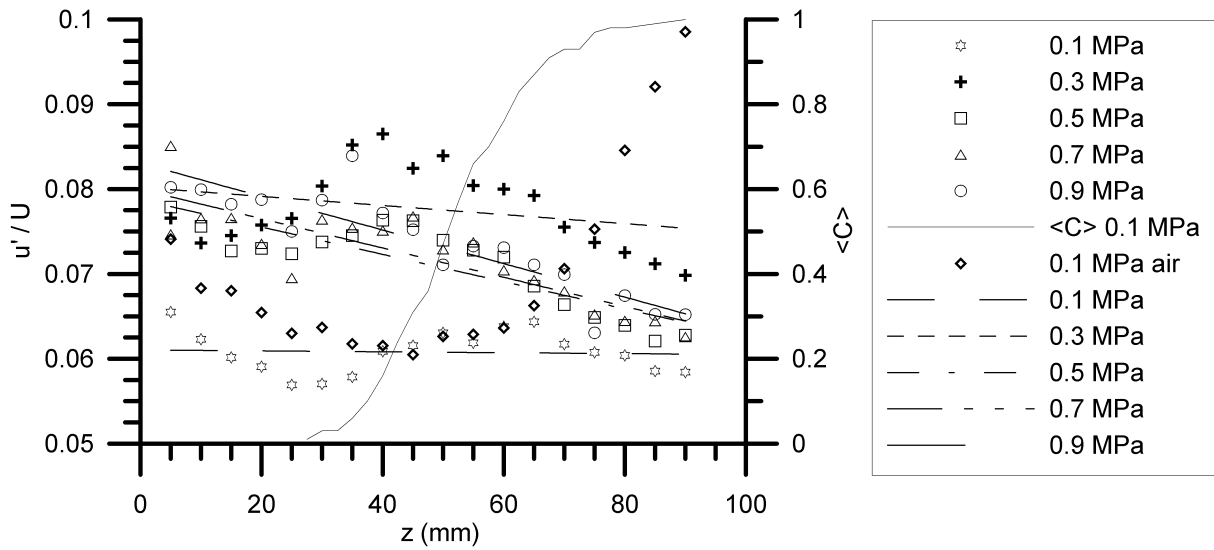 0.1
0.09
0.08
0.07
0.06
0.05
u' / U
0
20
40
60
80
100
z (mm)
1
0.8
0.6
0.4
0.2
0
<C>
0.1 MPa
0.3 MPa
0.5 MPa
0.7 MPa
0.9 MPa
<C> 0.1 MPa
0.1 MPa air
0.1 MPa
0.3 MPa
0.5 MPa
0.7 MPa
0.9 MPa